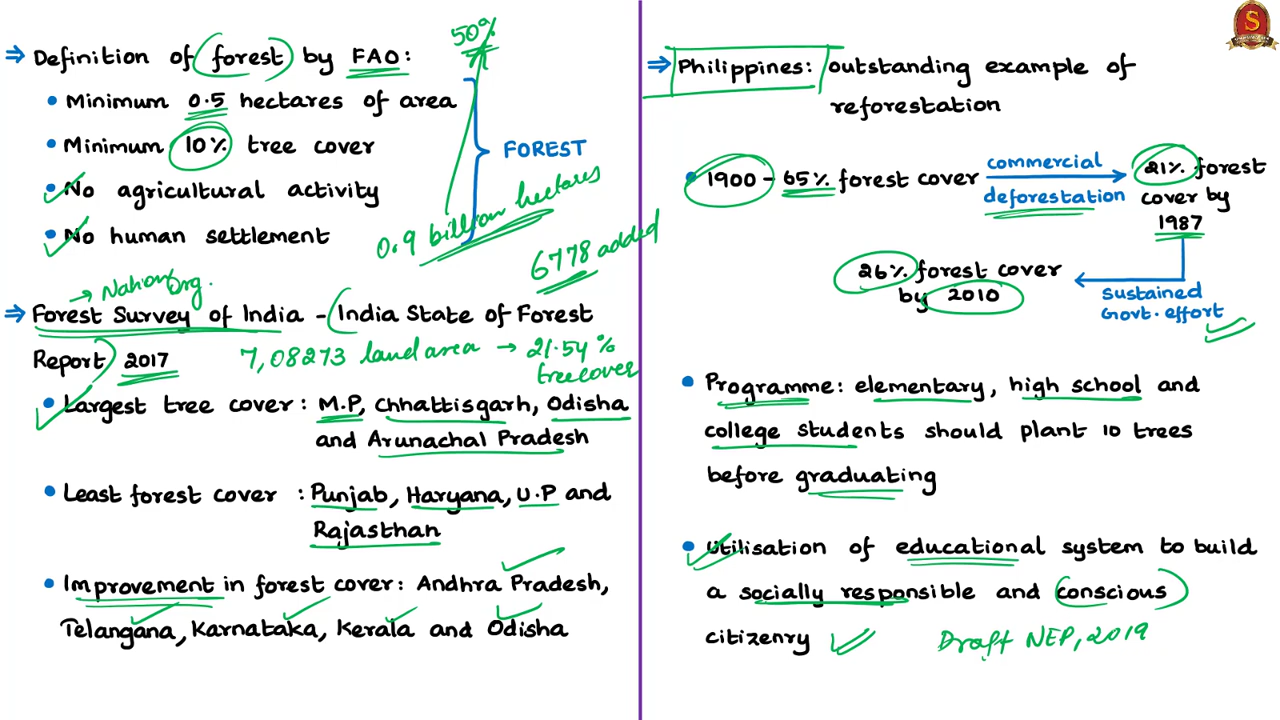 ⇒ Definition of (forest) by FAO:
50%
• Minimum 0.5 hectares of area
• Minimum 10% tree cover
FOREST
• No agricultural activity
• No human settlement
0.9 billion hectares
6778 added
→ National Org.
⇒ Forest Survey of India - (India State of Forest
Report) 2017
7,08273 land area → 21.54%
treecover
• Largest tree cover: M.P, Chhattisgarh, Odisha
and Arunachal Pradesh
• Least forest cover : Punjab, Haryana, U.P and
Rajasthan
• Improvement in forest cover: Andhra Pradesh,
Telangana, Karnataka, Kerala and Odisha
⇒ Philippines: outstanding example of
reforestation
• 1900 - 65% forest cover
commercial
deforestation
21% forest
cover by
1987
26% forest cover
by 2010
Sustained
Govt. effort
• Programme: elementary, high school and
college students should plant 10 trees
before graduating
• Utilisation of educational system to build
a socially responsible and (conscious)
citizenry
Draft NEP, 2019